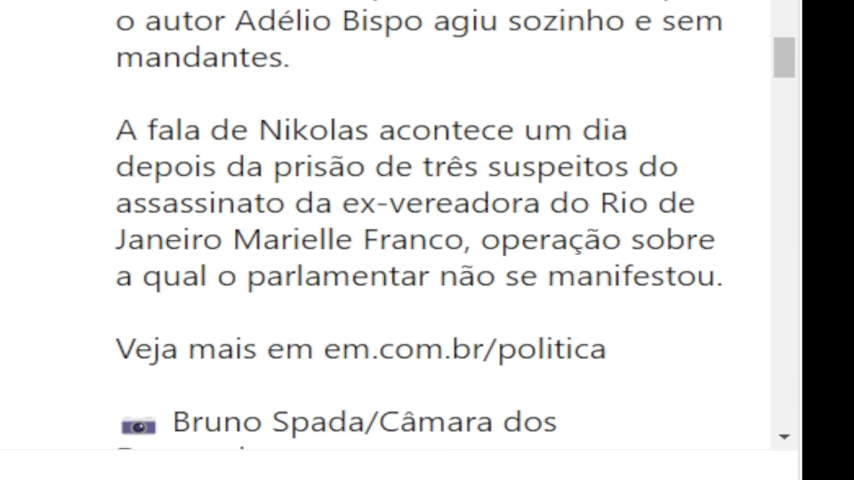 o autor Adélio Bispo agiu sozinho e sem
mandantes.
A fala de Nikolas acontece um dia
depois da prisão de três suspeitos do
assassinato da ex-vereadora do Rio de
Janeiro Marielle Franco, operação sobre
a qual o parlamentar não se manifestou.
Veja mais em em.com.br/politica
Bruno Spada/Câmara dos